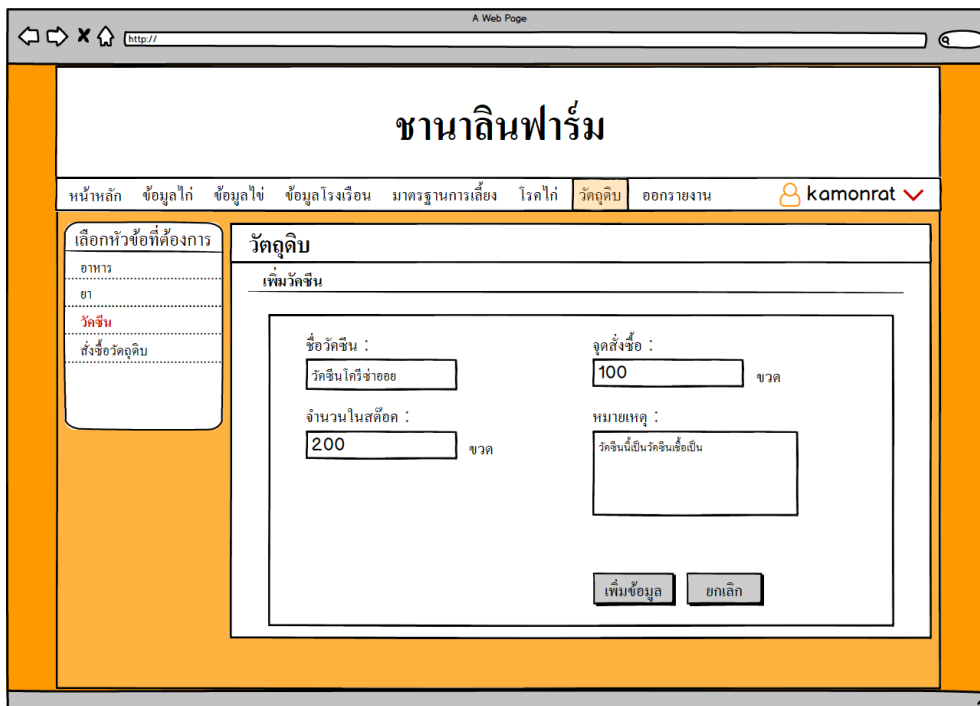 A Web Page
http://
ชานาลินฟาร์ม
หน้าหลัก ข้อมูลไก่ ข้อมูลไข่ ข้อมูลโรงเรือน มาตรฐานการเลี้ยง โรคไก่ วัตถุดิบ ออกรายงาน kamonrat
เลือกหัวข้อที่ต้องการ
อาหาร
ยา
วัคซีน
สั่งซื้อวัตถุดิบ
วัตถุดิบ
เพิ่มวัคซีน
ชื่อวัคซีน :
วัคซีนโครีซ่าออย
จุดสั่งซื้อ :
100 ขวด
จำนวนในสต๊อค :
200 ขวด
หมายเหตุ :
วัคซีนนี้เป็นวัคซีนเชื้อเป็น
เพิ่มข้อมูล ยกเลิก